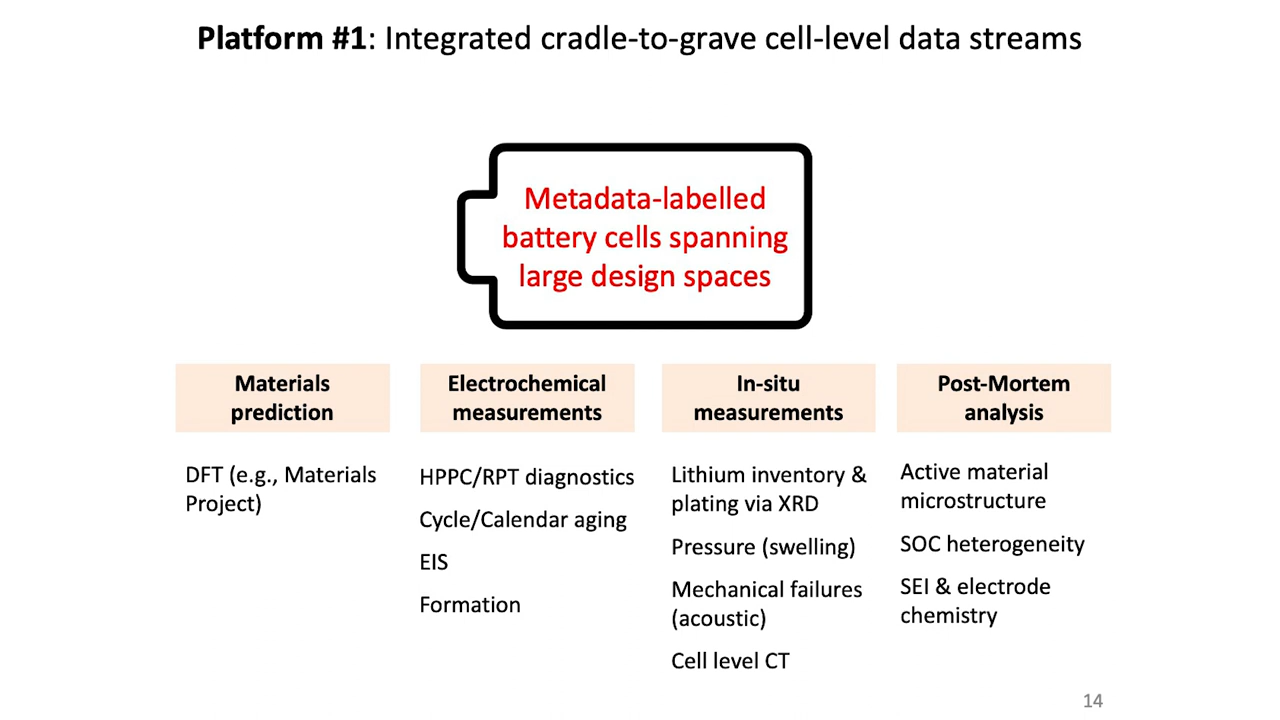 Platform #1: Integrated cradle-to-grave cell-level data streams
Metadata-labelled
battery cells spanning
large design spaces
Materials
prediction
DFT (e.g., Materials
Project)
Electrochemical
measurements
HPPC/RPT diagnostics
Cycle/Calendar aging
EIS
Formation
In-situ
measurements
Lithium inventory &
plating via XRD
Pressure (swelling)
Mechanical failures
(acoustic)
Cell level CT
Post-Mortem
analysis
Active material
microstructure
SOC heterogeneity
SEI & electrode
chemistry
14